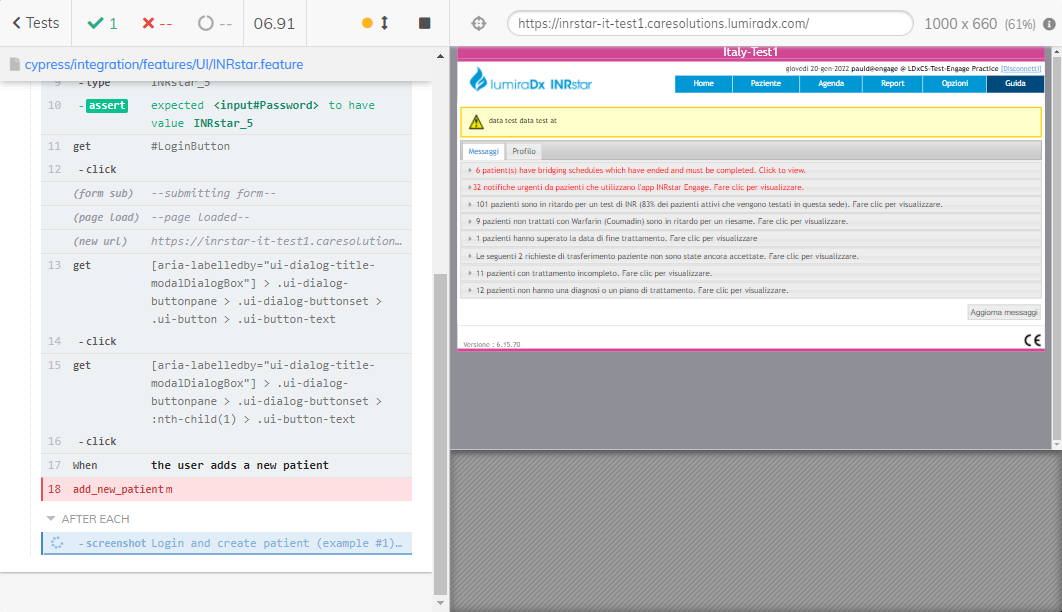 Tests
1
--
--
06.91
https://inrstar-it-test1.caresolutions.lumiradx.com/
1000 x 660 (61%)
cypress/integration/features/UI/INRstar.feature
9 - type INRstar_5
10 - assert expected <input#Password> to have
value INRstar_5
11 get #LoginButton
12 - click
(form sub) --submitting form--
(page load) --page loaded--
(new url) https://inrstar-it-test1.caresolution...
13 get [aria-labelledby="ui-dialog-title-
modalDialogBox"] > .ui-dialog-
buttonpane > .ui-dialog-buttonset >
.ui-button > .ui-button-text
14 - click
15 get [aria-labelledby="ui-dialog-title-
modalDialogBox"] > .ui-dialog-
buttonpane > .ui-dialog-buttonset >
:nth-child(1) > .ui-button-text
16 - click
17 When the user adds a new patient
18 add_new_patient m
AFTER EACH
- screenshot Login and create patient (example #1)...
Italy-Test1
giovedì 20-gen-2022 pauld@engage @ LDxCS-Test-Engage Practice [Disconnetti]
lumiraDx INRstar
Home Paziente Agenda Report Opzioni Guida
data test data test at
Messaggi Profilo
6 patient(s) have bridging schedules which have ended and must be completed. Click to view.
32 notifiche urgenti da pazienti che utilizzano l'app INRstar Engage. Fare clic per visualizzare.
101 pazienti sono in ritardo per un test di INR (83% dei pazienti attivi che vengono testati in questa sede). Fare clic per visualizzare.
9 pazienti non trattati con Warfarin (Coumadin) sono in ritardo per un riesame. Fare clic per visualizzare.
1 pazienti hanno superato la data di fine trattamento. Fare clic per visualizzare
Le seguenti 2 richieste di trasferimento paziente non sono state ancora accettate. Fare clic per visualizzare.
11 pazienti con trattamento incompleto. Fare clic per visualizzare.
12 pazienti non hanno una diagnosi o un piano di trattamento. Fare clic per visualizzare.
Aggiorna messaggi
Versione : 6.15.70
CE